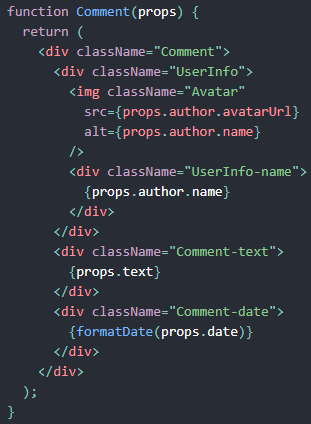 function Comment(props) {
  return (
    <div className="Comment">
      <div className="UserInfo">
        <img className="Avatar"
          src={props.author.avatarUrl}
          alt={props.author.name}
        />
        <div className="UserInfo-name">
          {props.author.name}
        </div>
      </div>
      <div className="Comment-text">
        {props.text}
      </div>
      <div className="Comment-date">
        {formatDate(props.date)}
      </div>
    </div>
  );
}